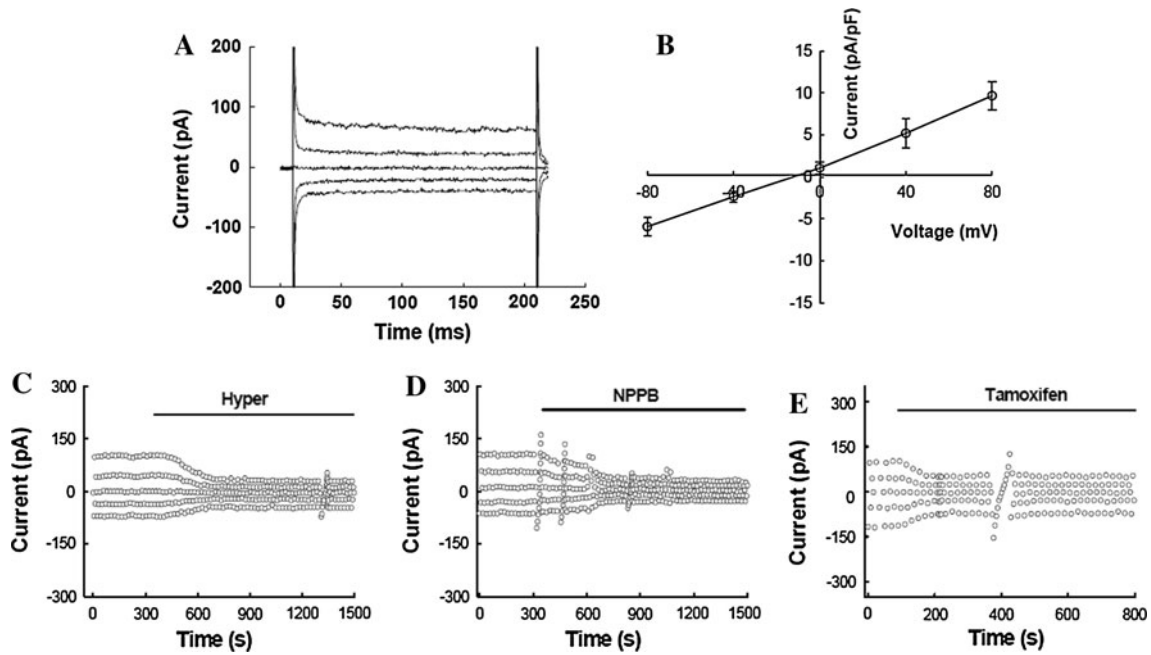 A
200
100
0
-100
-200
Current (pA)
0 50 100 150 200 250
Time (ms)
B
15
10
5
0
-5
-10
-15
Current (pA/pF)
-80 -40 0 40 80
Voltage (mV)
C
Hyper
300
150
0
-150
-300
Current (pA)
0 300 600 900 1200 1500
Time (s)
D
NPPB
300
150
0
-150
-300
Current (pA)
0 300 600 900 1200 1500
Time (s)
E
Tamoxifen
300
150
0
-150
-300
Current (pA)
0 200 400 600 800
Time (s)